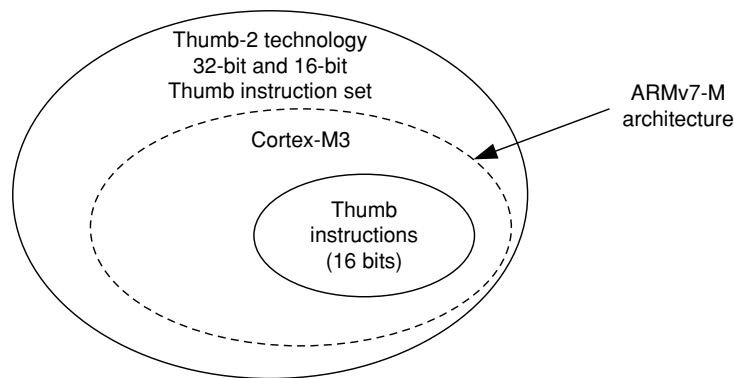 Thumb-2 technology
32-bit and 16-bit
Thumb instruction set
ARMv7-M
architecture
Cortex-M3
Thumb
instructions
(16 bits)